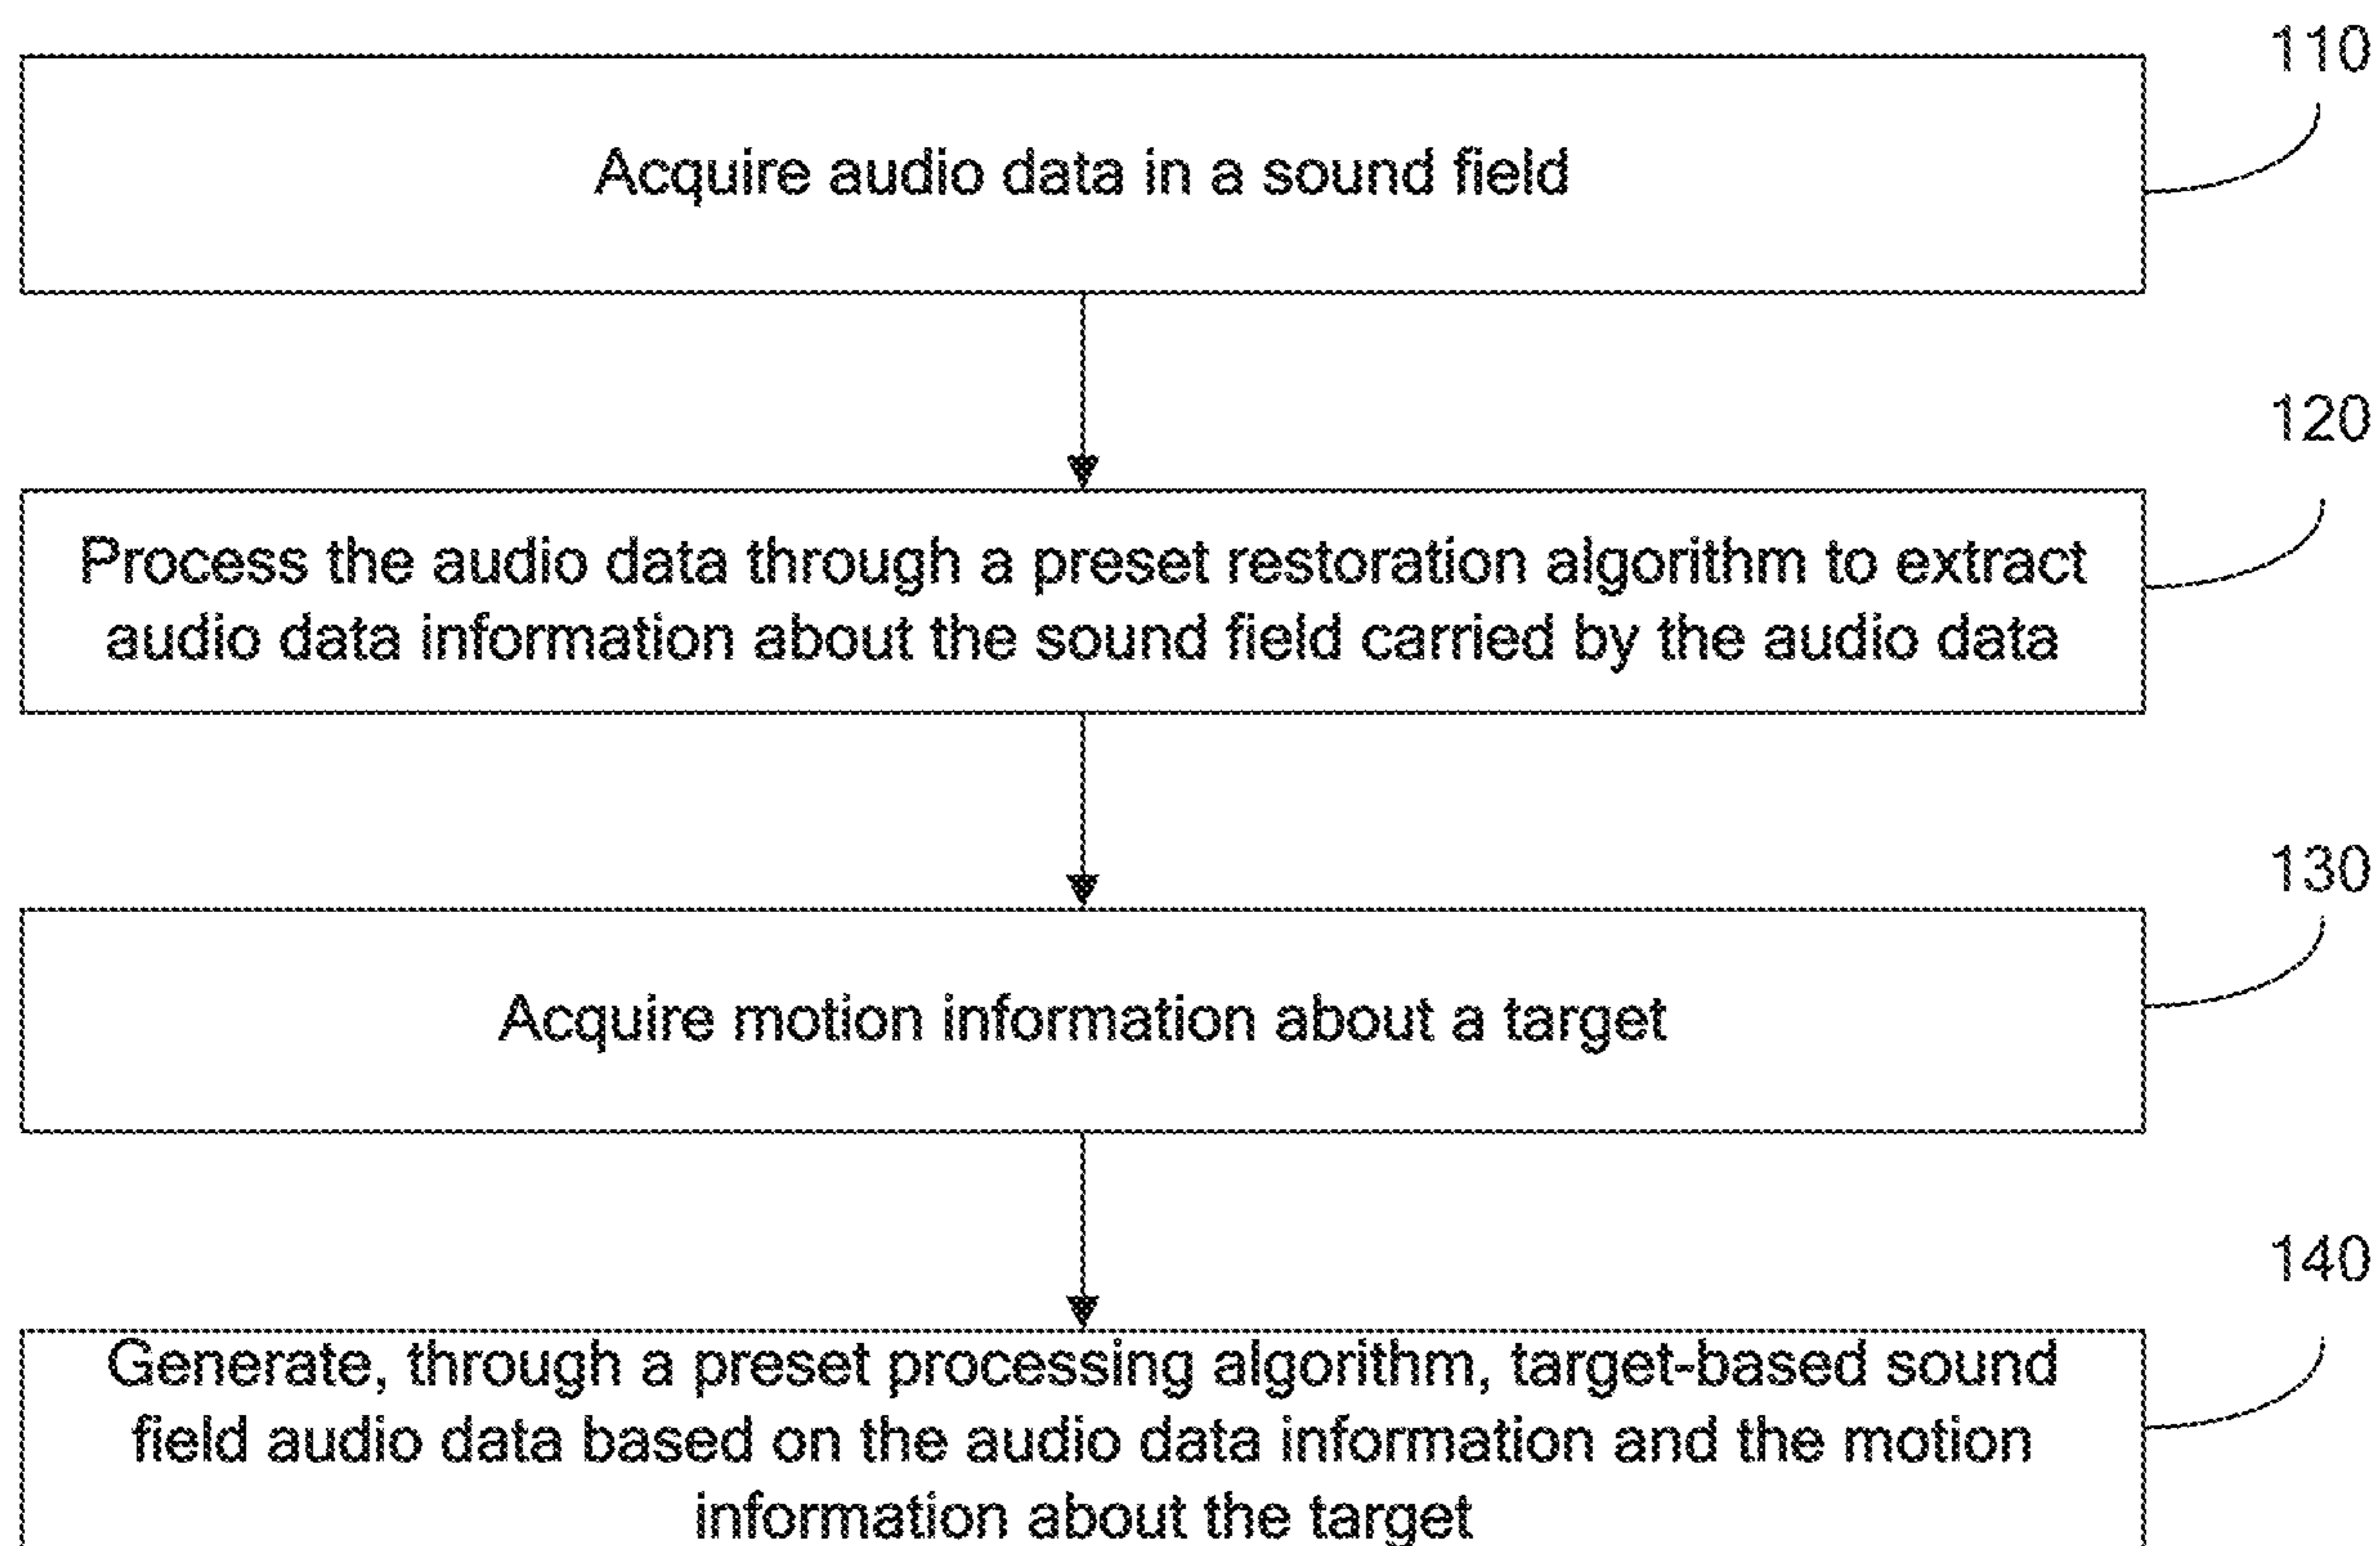 110
Acquire audio data in a sound field
120
Process the audio data through a preset restoration algorithm to extract
audio data information about the sound field carried by the audio data
130
Acquire motion information about a target
140
Generate, through a preset processing algorithm, target-based sound
field audio data based on the audio data information and the motion
information about the target